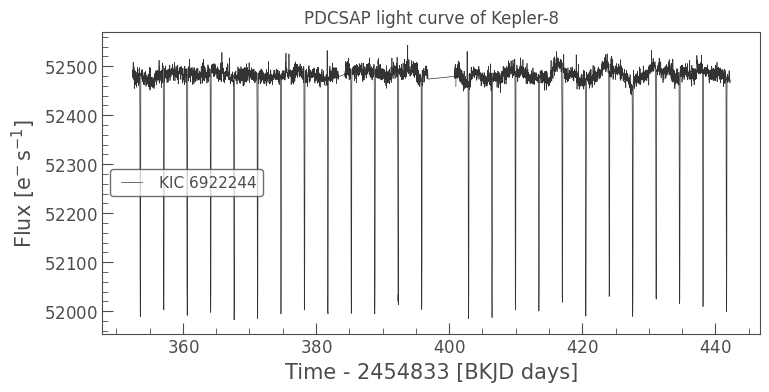 PDCSAP light curve of Kepler-8
52500
52400
52300
52200
52100
52000
Flux [e⁻ s⁻¹]
KIC 6922244
360 380 400 420 440
Time - 2454833 [BKJD days]